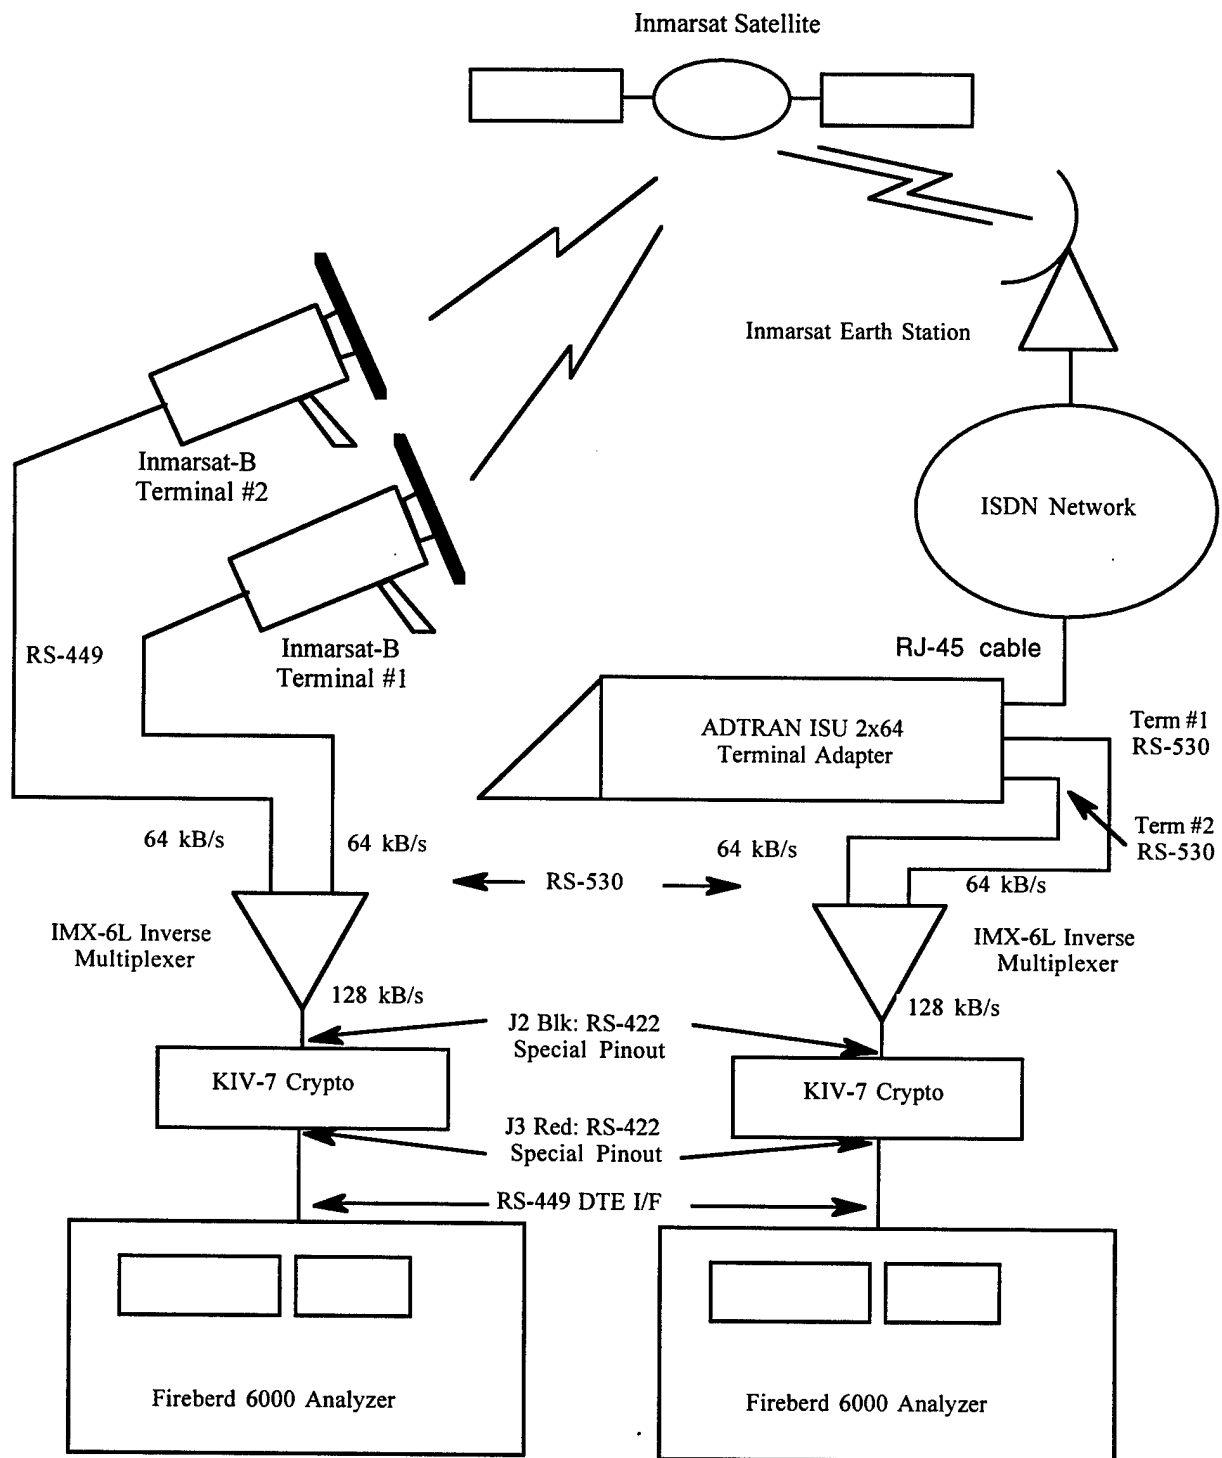 Inmarsat Satellite
Inmarsat Earth Station
Inmarsat-B
Terminal #2
ISDN Network
Inmarsat-B
Terminal #1
RS-449
RJ-45 cable
ADTRAN ISU 2x64
Terminal Adapter
Term #1
RS-530
Term #2
RS-530
64 kB/s
64 kB/s
64 kB/s
RS-530
64 kB/s
IMX-6L Inverse
Multiplexer
IMX-6L Inverse
Multiplexer
128 kB/s
128 kB/s
J2 Blk: RS-422
Special Pinout
KIV-7 Crypto
KIV-7 Crypto
J3 Red: RS-422
Special Pinout
RS-449 DTE I/F
Fireberd 6000 Analyzer
Fireberd 6000 Analyzer